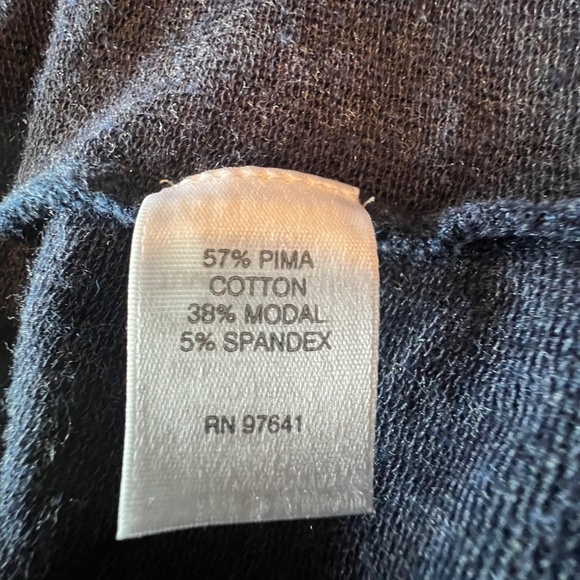 57% PIMA
COTTON
38% MODAL
5% SPANDEX
RN 97641